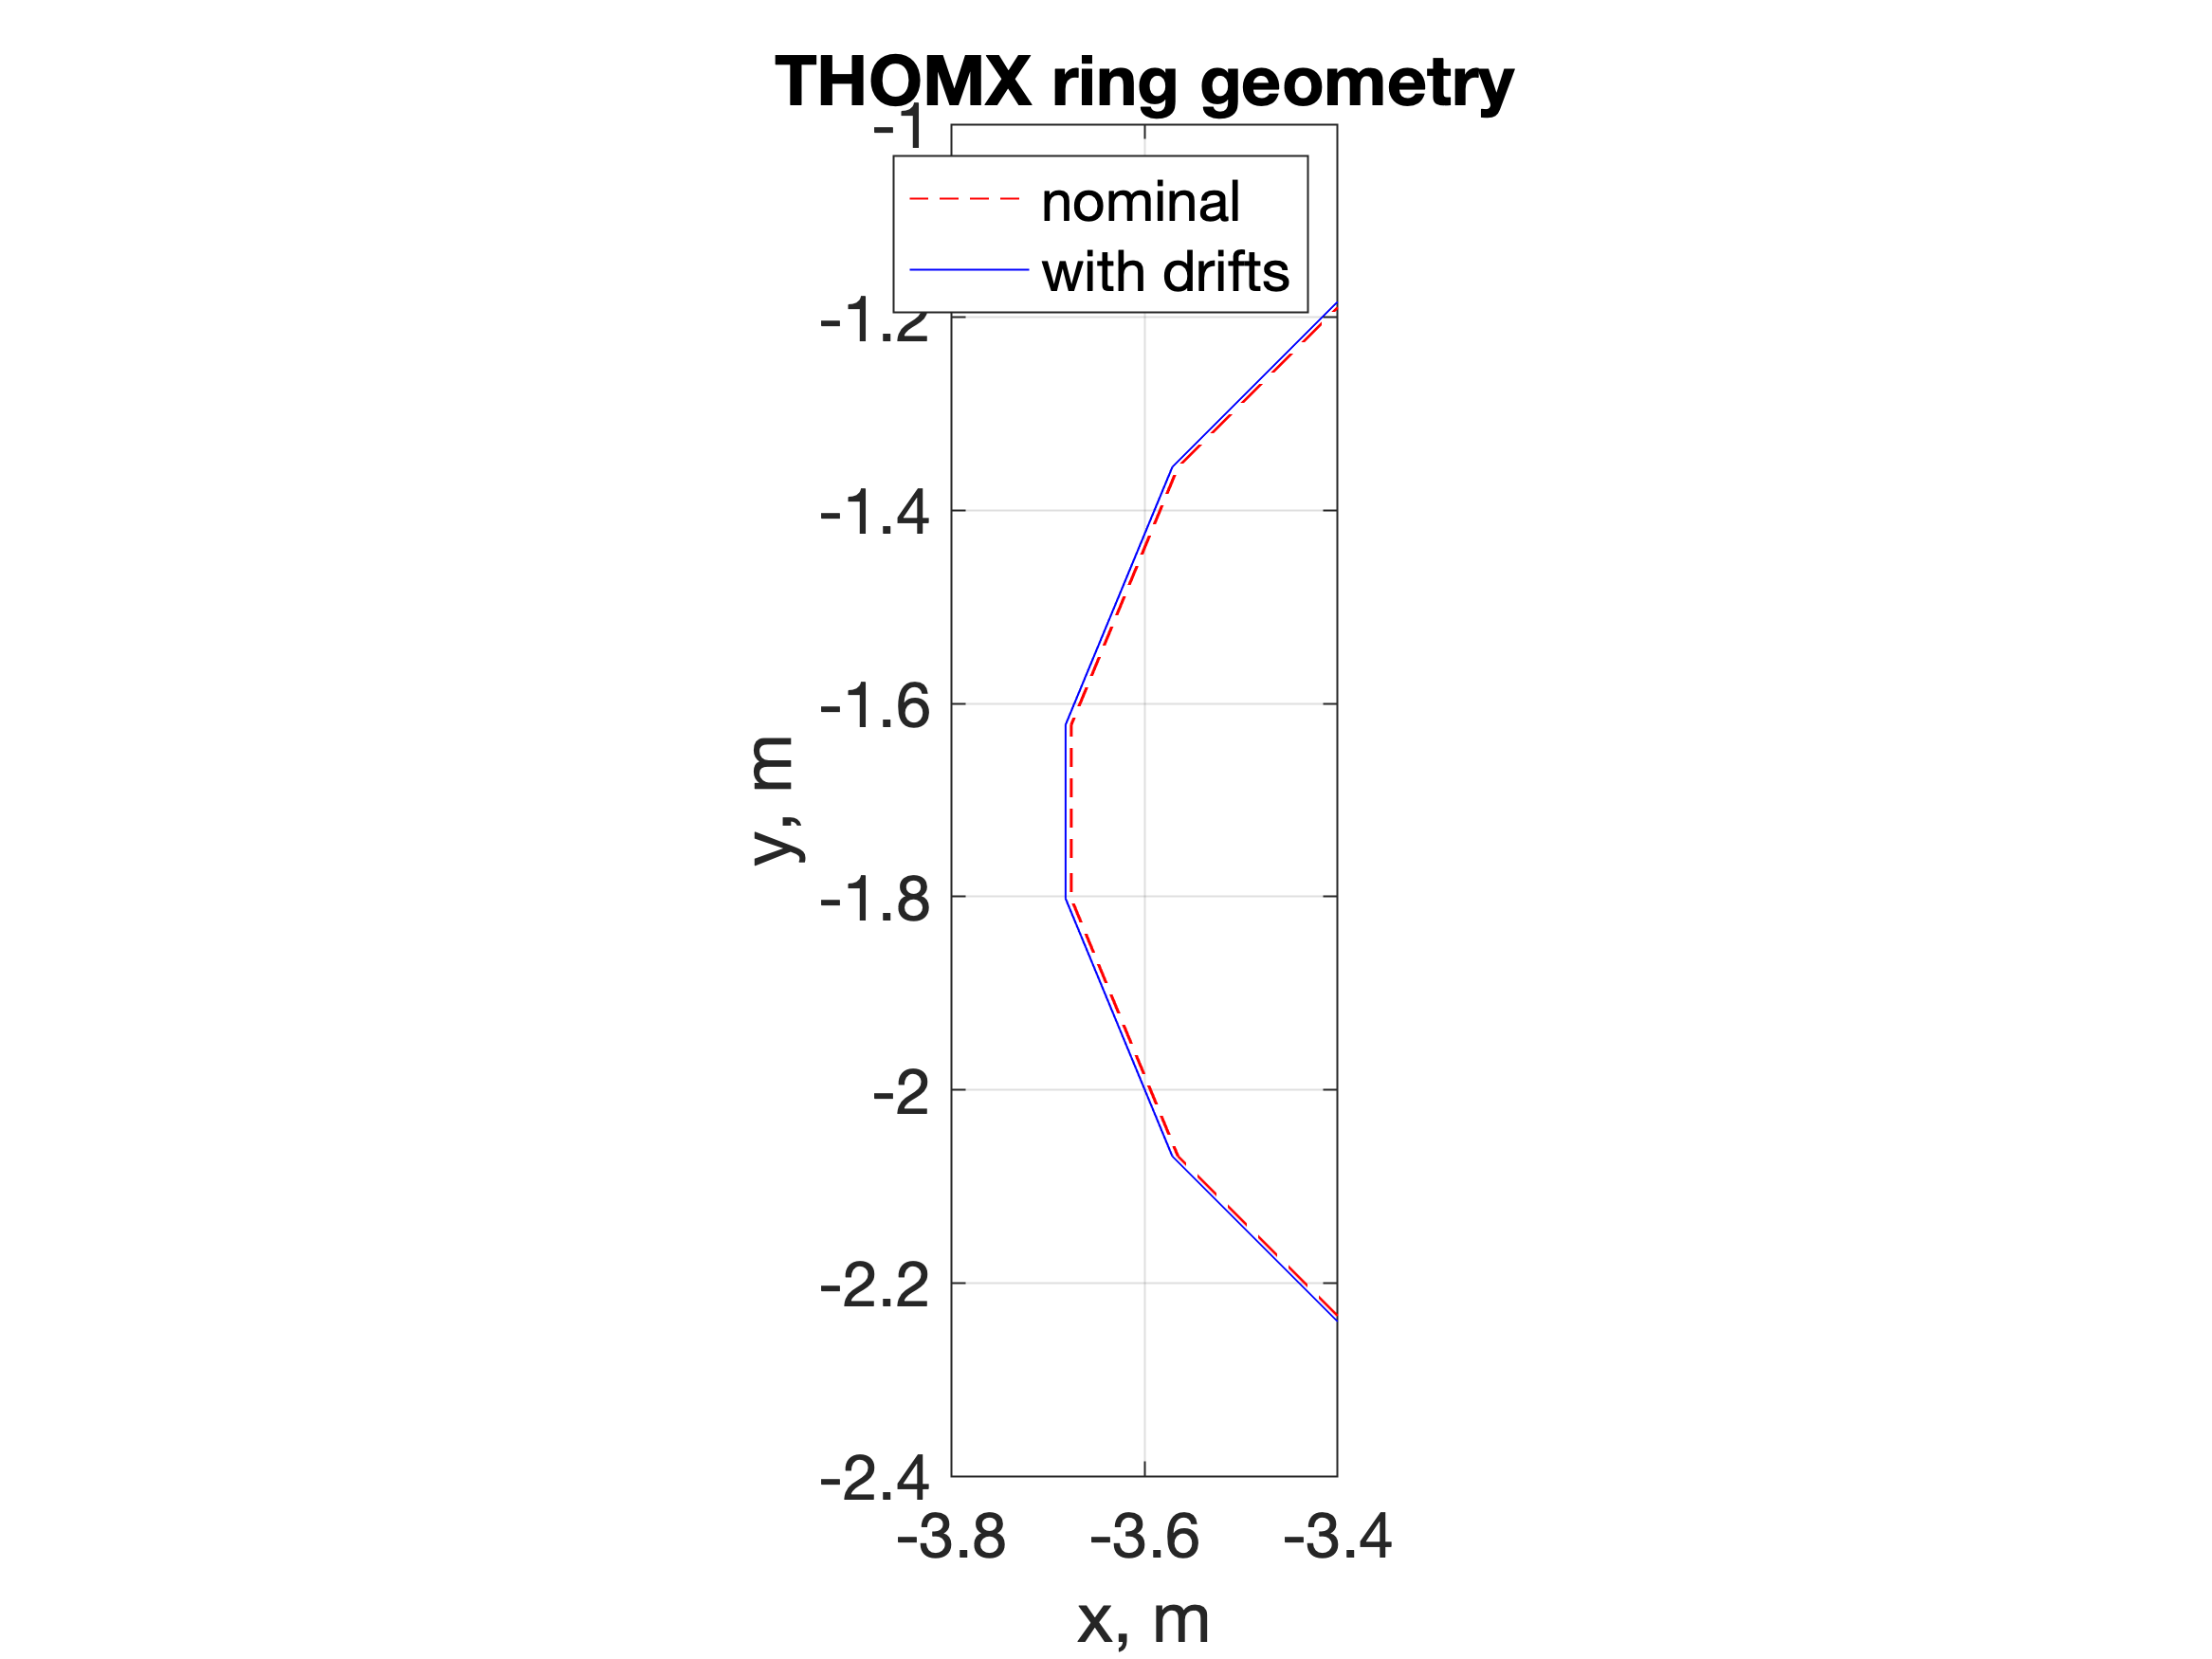 THOMX ring geometry
-1
nominal
with drifts
-1.2
-1.4
-1.6
y, m
-1.8
-2
-2.2
-2.4
-3.8 -3.6 -3.4
x, m